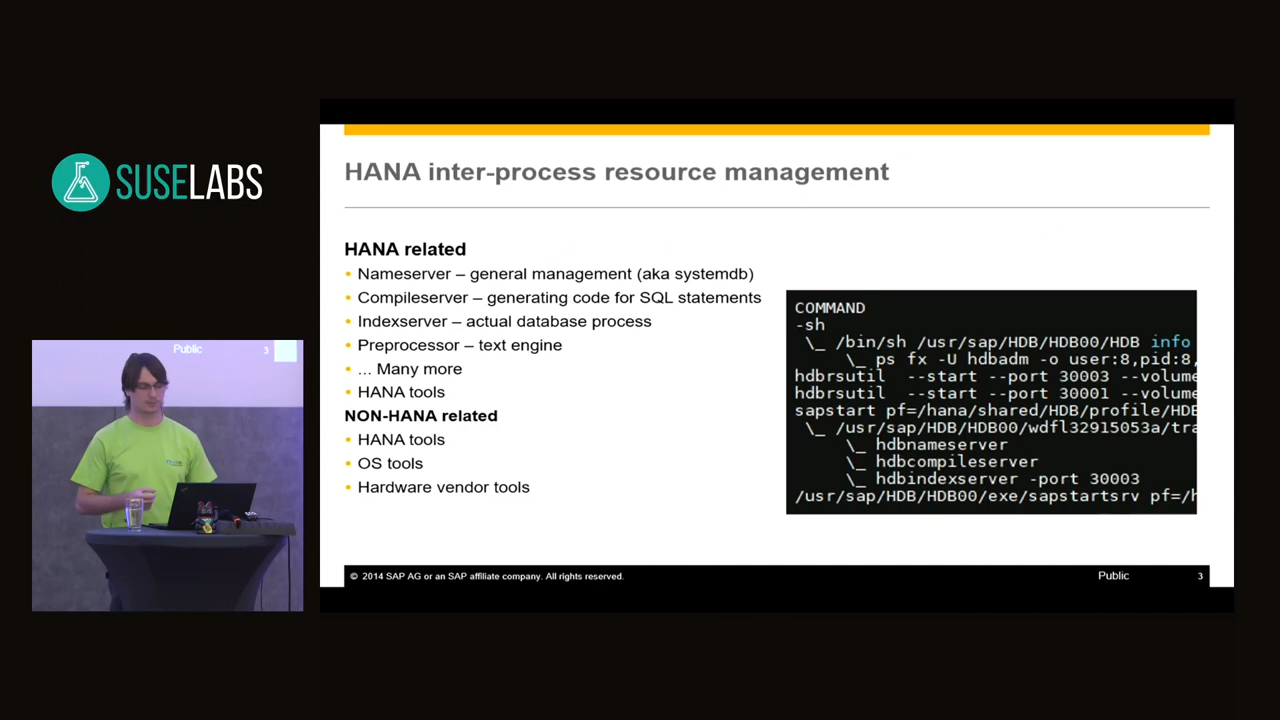 SUSELABS
HANA inter-process resource management
HANA related
• Nameserver – general management (aka systemdb)
• Compileserver – generating code for SQL statements
• Indexserver – actual database process
• Preprocessor – text engine
• ... Many more
• HANA tools
NON-HANA related
• HANA tools
• OS tools
• Hardware vendor tools
COMMAND
-sh
\_ /bin/sh /usr/sap/HDB/HDB00/HDB info
\_ ps fx -U hdbadm -o user:8,pid:8,
hdbrsutil --start --port 30003 --volume
hdbrsutil --start --port 30001 --volume
sapstart pf=/hana/shared/HDB/profile/HDB
\_ /usr/sap/HDB/HDB00/wdfl32915053a/tra
\_ hdbnameserver
\_ hdbcompileserver
\_ hdbindexserver -port 30003
/usr/sap/HDB/HDB00/exe/sapstartsrv pf=/h
© 2014 SAP AG or an SAP affiliate company. All rights reserved.
Public
3
Public
3